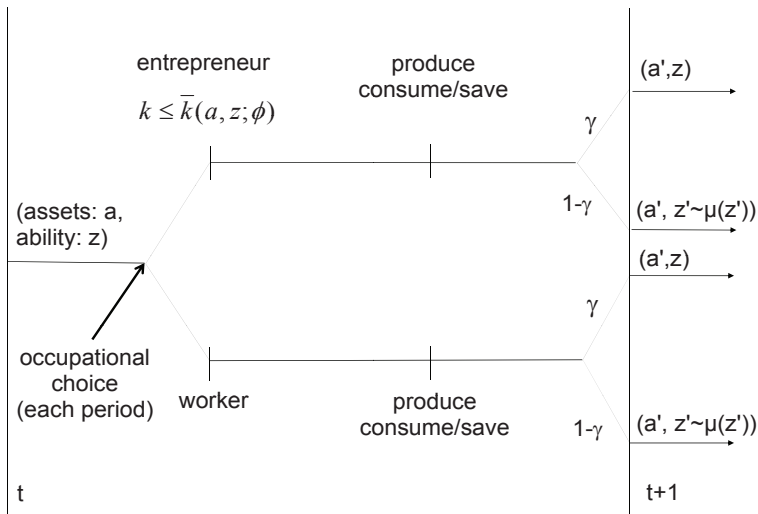 entrepreneur
k ≤ k̅(a, z; ϕ)
produce
consume/save
(a',z)
γ
1-γ
(a', z'~μ(z'))
(assets: a,
ability: z)
(a',z)
γ
occupational
choice
(each period)
worker
produce
consume/save
1-γ
(a', z'~μ(z'))
t
t+1